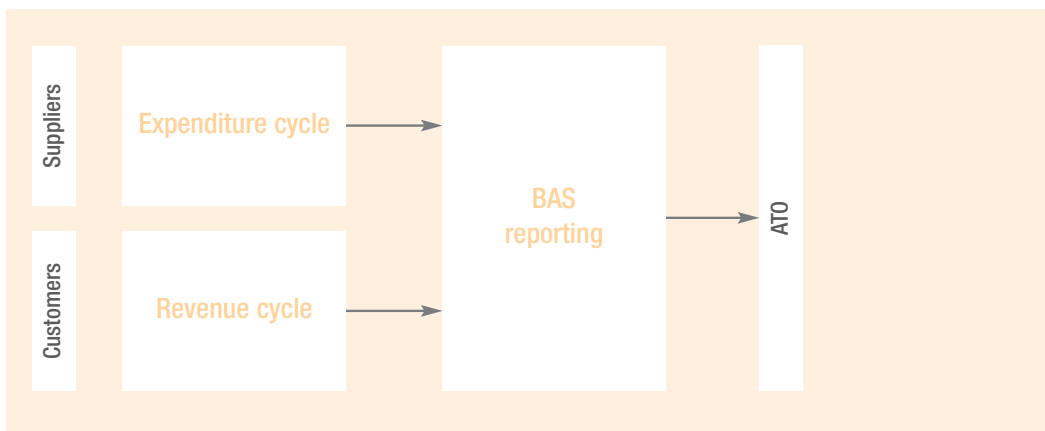 Suppliers
Expenditure cycle
Customers
Revenue cycle
BAS
reporting
ATO